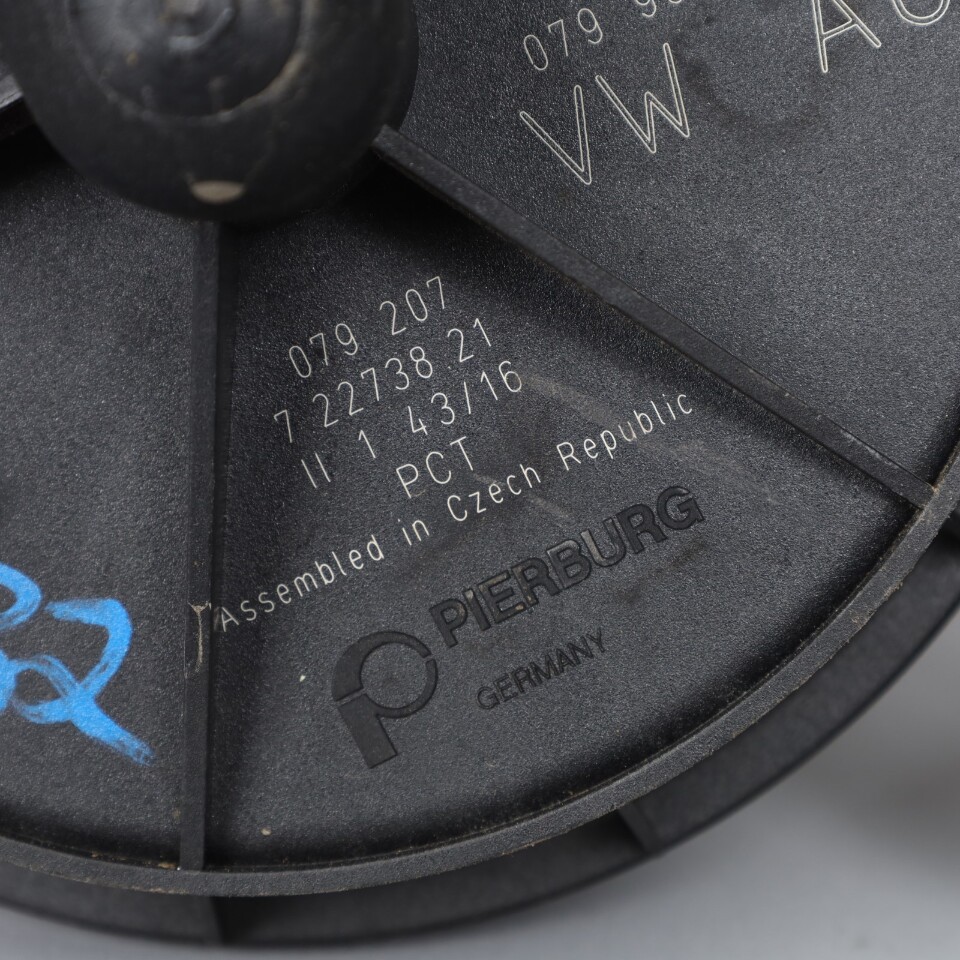 079
VW
079 207
7 22738.21
II 1 43/16
PCT
Assembled in Czech Republic
PIERBURG
GERMANY